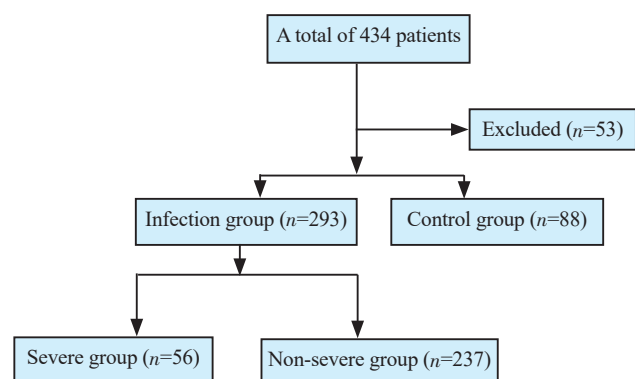 A total of 434 patients
Excluded (n=53)
Infection group (n=293)
Control group (n=88)
Severe group (n=56)
Non-severe group (n=237)